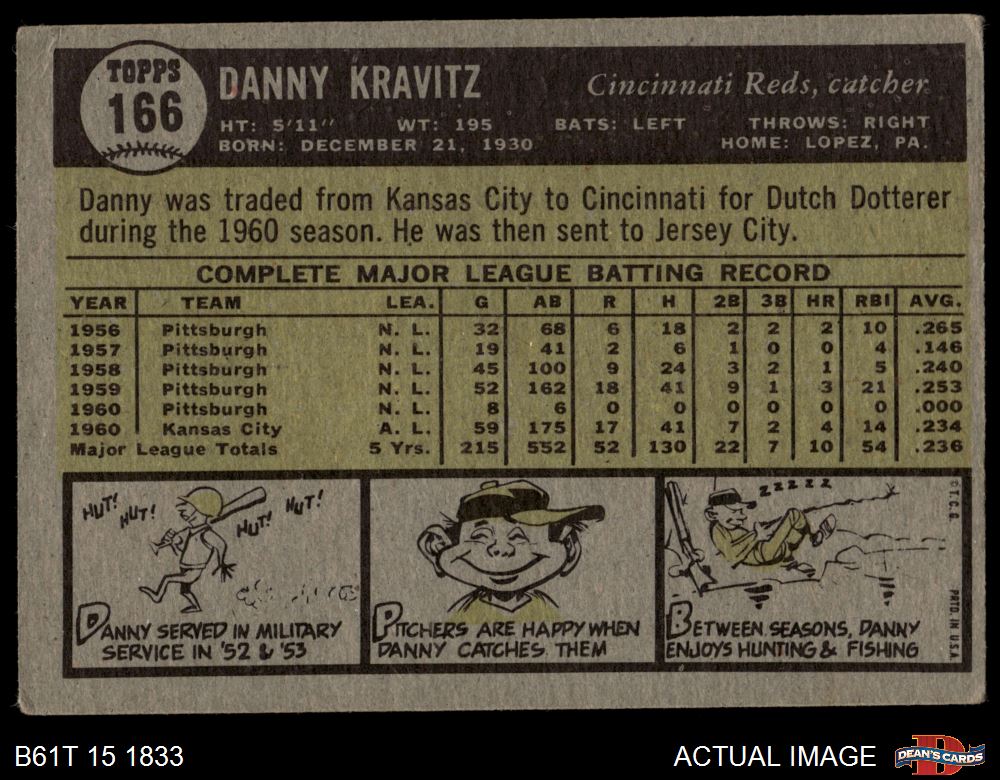 TOPPS
166
DANNY KRAVITZ
Cincinnati Reds, catcher
HT: 5'11" WT: 195 BATS: LEFT THROWS: RIGHT
BORN: DECEMBER 21, 1930 HOME: LOPEZ, PA.
Danny was traded from Kansas City to Cincinnati for Dutch Dotterer
during the 1960 season. He was then sent to Jersey City.
COMPLETE MAJOR LEAGUE BATTING RECORD
YEAR TEAM LEA. G AB R H 2B 3B HR RBI AVG.
1956 Pittsburgh N. L. 32 68 6 18 2 2 2 10 .265
1957 Pittsburgh N. L. 19 41 2 6 1 0 0 4 .146
1958 Pittsburgh N. L. 45 100 9 24 3 2 1 5 .240
1959 Pittsburgh N. L. 52 162 18 41 9 1 3 21 .253
1960 Pittsburgh N. L. 8 6 0 0 0 0 0 0 .000
1960 Kansas City A. L. 59 175 17 41 7 2 4 14 .234
Major League Totals 5 Yrs. 215 552 52 130 22 7 10 54 .236
HUT! HUT! HUT! HUT!
DANNY SERVED IN MILITARY
SERVICE IN '52 & '53
PITCHERS ARE HAPPY WHEN
DANNY CATCHES THEM
ZZZZZ
BETWEEN SEASONS, DANNY
ENJOYS HUNTING & FISHING
© T.C.G. PRTD. IN U.S.A.
B61T 15 1833
ACTUAL IMAGE
D
DEAN'S CARDS